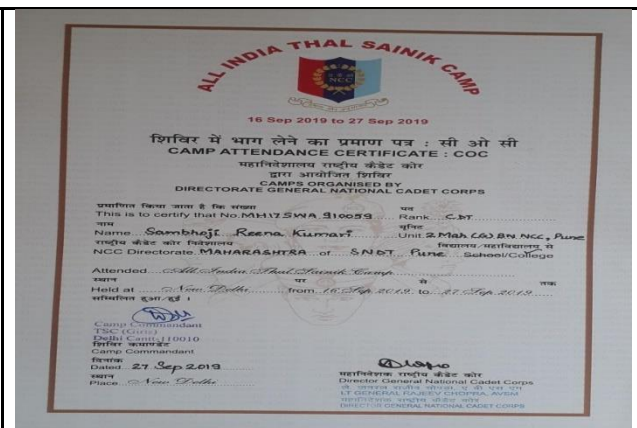 ALL INDIA THAL SAINIK CAMP
NCC
16 Sep 2019 to 27 Sep 2019
शिविर में भाग लेने का प्रमाण पत्र : सी ओ सी
CAMP ATTENDANCE CERTIFICATE : COC
महानिदेशालय राष्ट्रीय कैडेट कोर
द्वारा आयोजित शिविर
CAMPS ORGANISED BY
DIRECTORATE GENERAL NATIONAL CADET CORPS
प्रमाणित किया जाता है कि संख्या पद
This is to certify that No. MH17SWA 910059 Rank CDT
नाम यूनिट
Name Sambhoji Reena Kumari Unit 2 Mah (G) BN NCC, Pune
राष्ट्रीय कैडेट कोर निदेशालय विद्यालय/महाविद्यालय से
NCC Directorate MAHARASHTRA of SNDT, Pune School/College
Attended All India Thal Sainik Camp
स्थान पर से तक
Held at New Delhi from 16 Sep 2019 to 27 Sep 2019
सम्मिलित हुआ/हुई ।
Camp Commandant
TSC (Girls)
Delhi Cantt-110010
शिविर कमाण्डेंट
Camp Commandant
दिनांक
Dated 27 Sep 2019
स्थान
Place New Delhi
महानिदेशक राष्ट्रीय कैडेट कोर
Director General National Cadet Corps
ले. जनरल राजीव चोपड़ा, ए वी एस एम
LT GENERAL RAJEEV CHOPRA, AVSM
महानिदेशक राष्ट्रीय कैडेट कोर
DIRECTOR GENERAL NATIONAL CADET CORPS